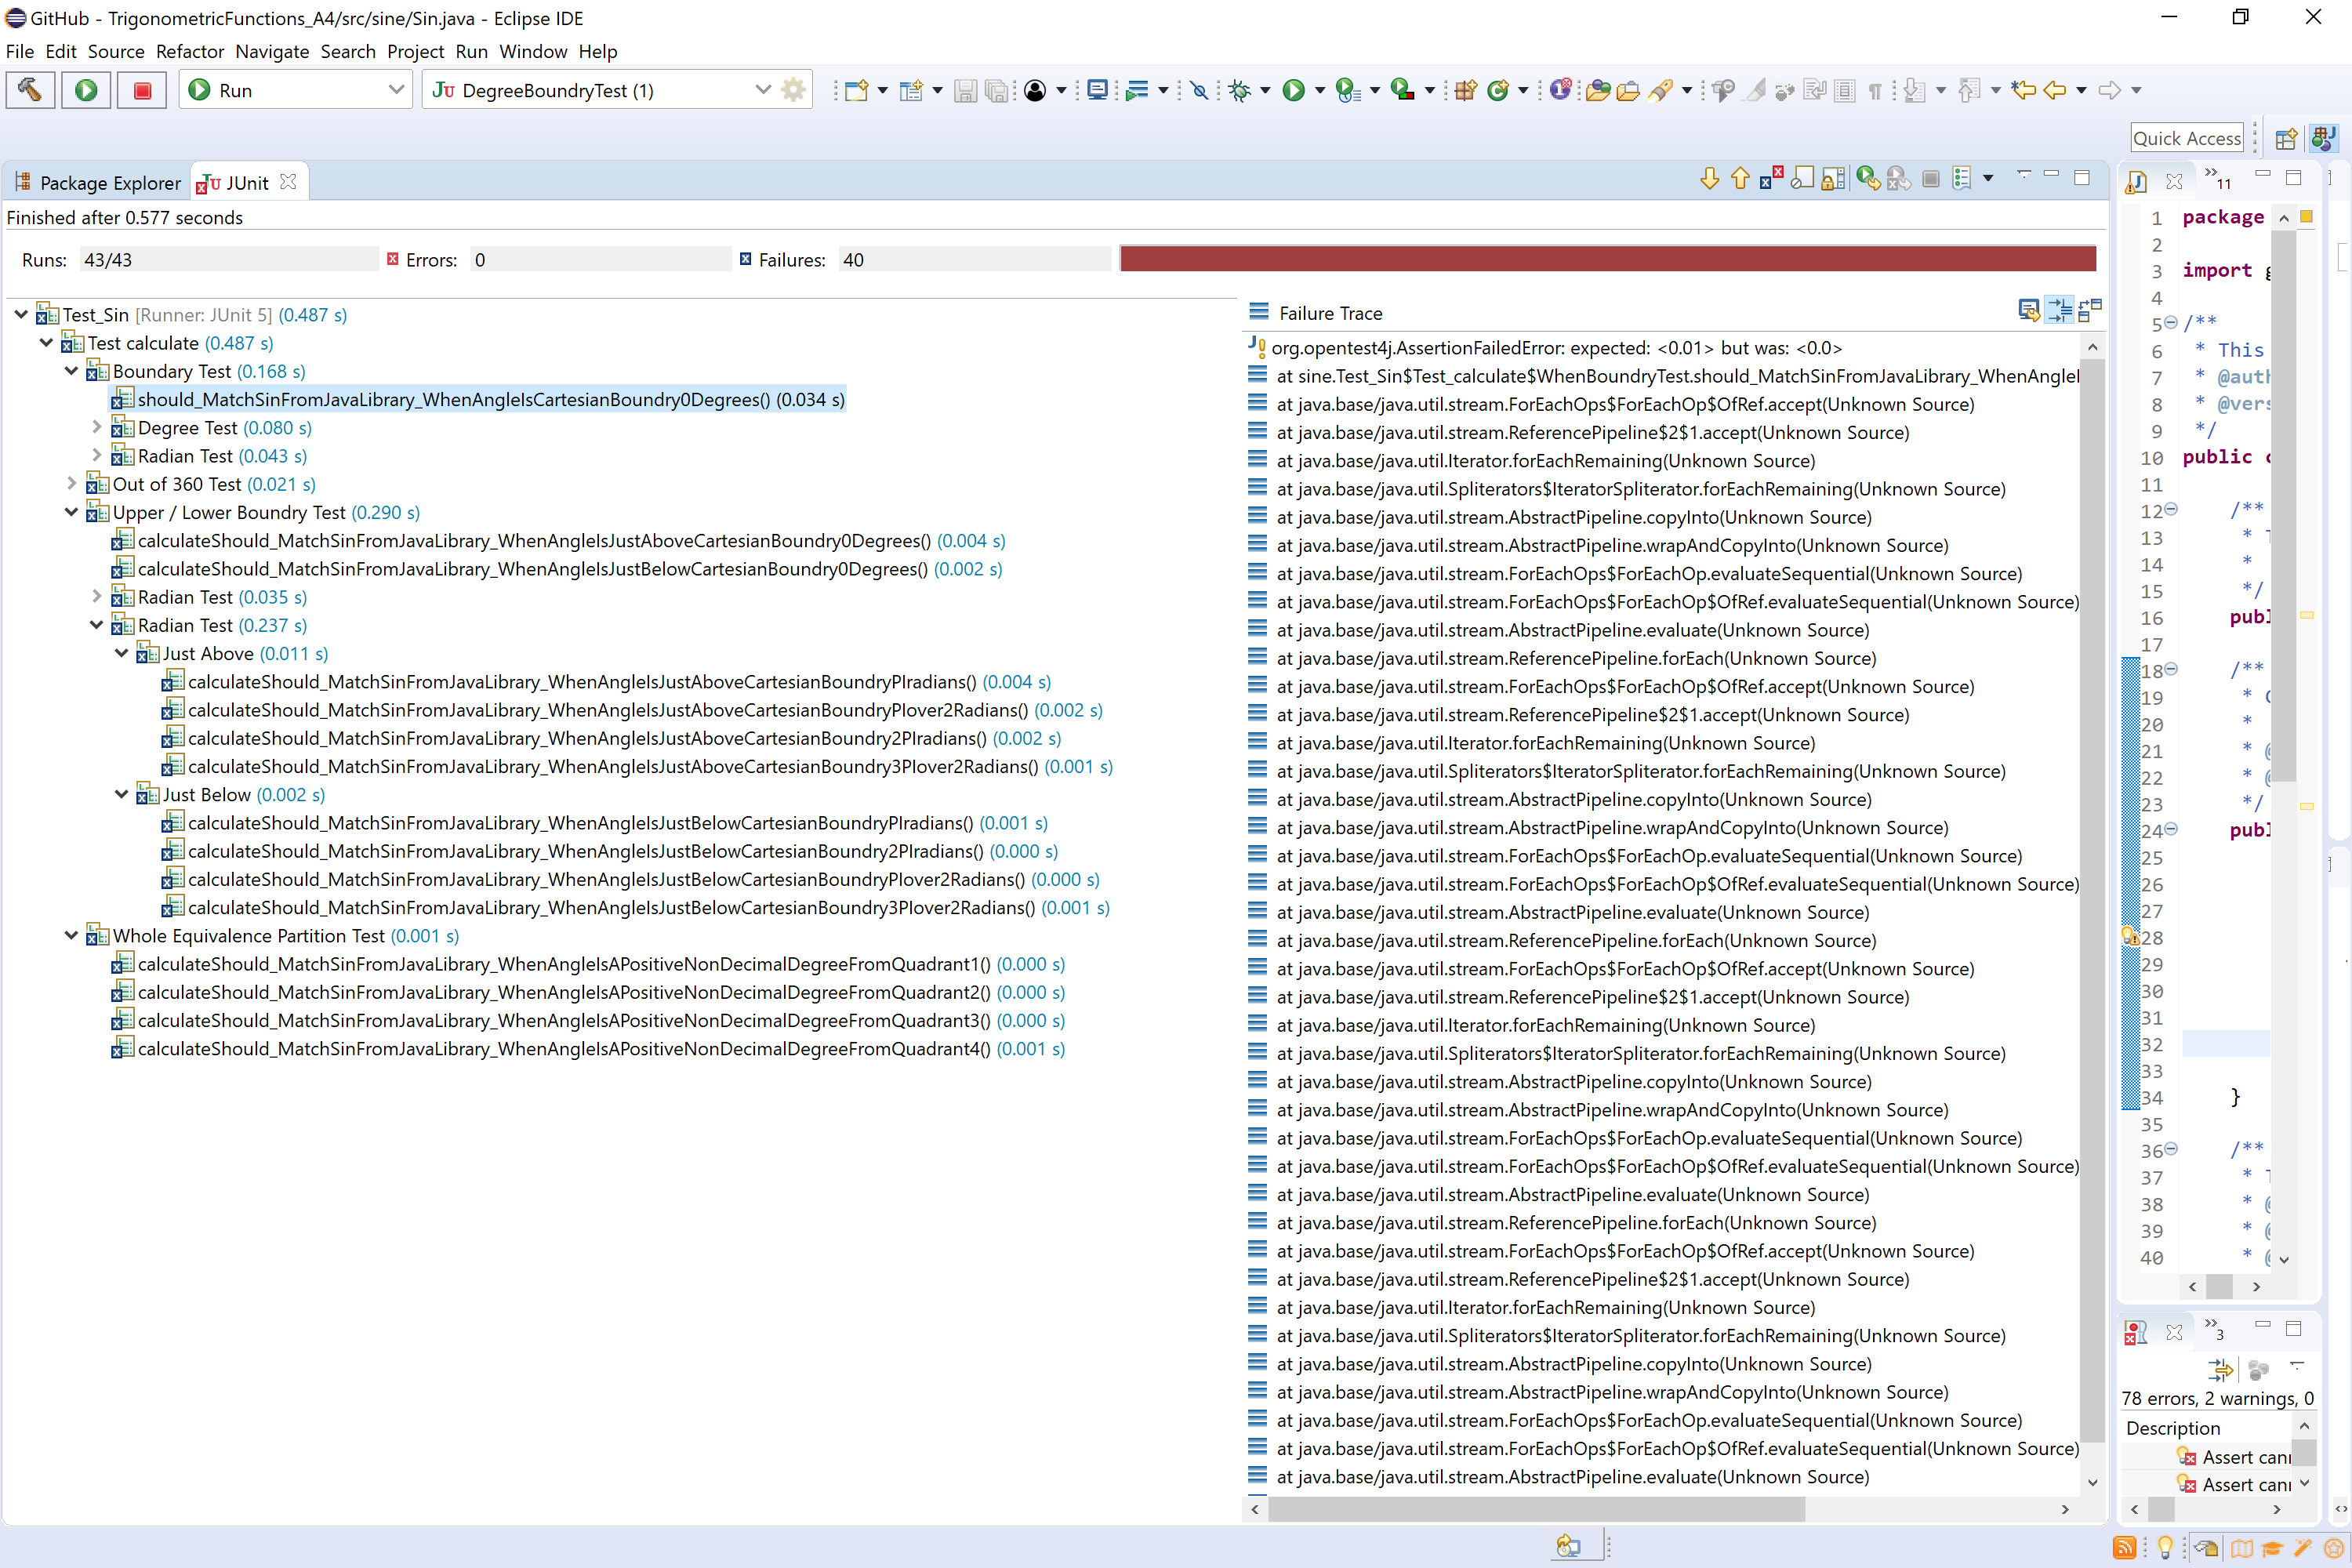 GitHub - TrigonometricFunctions_A4/src/sine/Sin.java - Eclipse IDE
File Edit Source Refactor Navigate Search Project Run Window Help
Run
DegreeBoundryTest (1)
Quick Access
Package Explorer
JUnit
11
Finished after 0.577 seconds
Runs: 43/43 Errors: 0 Failures: 40
Test_Sin [Runner: JUnit 5] (0.487 s)
Test calculate (0.487 s)
Boundary Test (0.168 s)
should_MatchSinFromJavaLibrary_WhenAngleIsCartesianBoundry0Degrees() (0.034 s)
Degree Test (0.080 s)
Radian Test (0.043 s)
Out of 360 Test (0.021 s)
Upper / Lower Boundry Test (0.290 s)
calculateShould_MatchSinFromJavaLibrary_WhenAngleIsJustAboveCartesianBoundry0Degrees() (0.004 s)
calculateShould_MatchSinFromJavaLibrary_WhenAngleIsJustBelowCartesianBoundry0Degrees() (0.002 s)
Radian Test (0.035 s)
Radian Test (0.237 s)
Just Above (0.011 s)
calculateShould_MatchSinFromJavaLibrary_WhenAngleIsJustAboveCartesianBoundryPIradians() (0.004 s)
calculateShould_MatchSinFromJavaLibrary_WhenAngleIsJustAboveCartesianBoundryPIover2Radians() (0.002 s)
calculateShould_MatchSinFromJavaLibrary_WhenAngleIsJustAboveCartesianBoundry2PIradians() (0.002 s)
calculateShould_MatchSinFromJavaLibrary_WhenAngleIsJustAboveCartesianBoundry3PIover2Radians() (0.001 s)
Just Below (0.002 s)
calculateShould_MatchSinFromJavaLibrary_WhenAngleIsJustBelowCartesianBoundryPIradians() (0.001 s)
calculateShould_MatchSinFromJavaLibrary_WhenAngleIsJustBelowCartesianBoundry2PIradians() (0.000 s)
calculateShould_MatchSinFromJavaLibrary_WhenAngleIsJustBelowCartesianBoundryPIover2Radians() (0.000 s)
calculateShould_MatchSinFromJavaLibrary_WhenAngleIsJustBelowCartesianBoundry3PIover2Radians() (0.001 s)
Whole Equivalence Partition Test (0.001 s)
calculateShould_MatchSinFromJavaLibrary_WhenAngleIsAPositiveNonDecimalDegreeFromQuadrant1() (0.000 s)
calculateShould_MatchSinFromJavaLibrary_WhenAngleIsAPositiveNonDecimalDegreeFromQuadrant2() (0.000 s)
calculateShould_MatchSinFromJavaLibrary_WhenAngleIsAPositiveNonDecimalDegreeFromQuadrant3() (0.000 s)
calculateShould_MatchSinFromJavaLibrary_WhenAngleIsAPositiveNonDecimalDegreeFromQuadrant4() (0.001 s)
Failure Trace
org.opentest4j.AssertionFailedError: expected: <0.01> but was: <0.0>
at sine.Test_Sin$Test_calculate$WhenBoundryTest.should_MatchSinFromJavaLibrary_WhenAngleI
at java.base/java.util.stream.ForEachOps$ForEachOp$OfRef.accept(Unknown Source)
at java.base/java.util.stream.ReferencePipeline$2$1.accept(Unknown Source)
at java.base/java.util.Iterator.forEachRemaining(Unknown Source)
at java.base/java.util.Spliterators$IteratorSpliterator.forEachRemaining(Unknown Source)
at java.base/java.util.stream.AbstractPipeline.copyInto(Unknown Source)
at java.base/java.util.stream.AbstractPipeline.wrapAndCopyInto(Unknown Source)
at java.base/java.util.stream.ForEachOps$ForEachOp.evaluateSequential(Unknown Source)
at java.base/java.util.stream.ForEachOps$ForEachOp$OfRef.evaluateSequential(Unknown Source)
at java.base/java.util.stream.AbstractPipeline.evaluate(Unknown Source)
at java.base/java.util.stream.ReferencePipeline.forEach(Unknown Source)
at java.base/java.util.stream.ForEachOps$ForEachOp$OfRef.accept(Unknown Source)
at java.base/java.util.stream.ReferencePipeline$2$1.accept(Unknown Source)
at java.base/java.util.Iterator.forEachRemaining(Unknown Source)
at java.base/java.util.Spliterators$IteratorSpliterator.forEachRemaining(Unknown Source)
at java.base/java.util.stream.AbstractPipeline.copyInto(Unknown Source)
at java.base/java.util.stream.AbstractPipeline.wrapAndCopyInto(Unknown Source)
at java.base/java.util.stream.ForEachOps$ForEachOp.evaluateSequential(Unknown Source)
at java.base/java.util.stream.ForEachOps$ForEachOp$OfRef.evaluateSequential(Unknown Source)
at java.base/java.util.stream.AbstractPipeline.evaluate(Unknown Source)
at java.base/java.util.stream.ReferencePipeline.forEach(Unknown Source)
at java.base/java.util.stream.ForEachOps$ForEachOp$OfRef.accept(Unknown Source)
at java.base/java.util.stream.ReferencePipeline$2$1.accept(Unknown Source)
at java.base/java.util.Iterator.forEachRemaining(Unknown Source)
at java.base/java.util.Spliterators$IteratorSpliterator.forEachRemaining(Unknown Source)
at java.base/java.util.stream.AbstractPipeline.copyInto(Unknown Source)
at java.base/java.util.stream.AbstractPipeline.wrapAndCopyInto(Unknown Source)
at java.base/java.util.stream.ForEachOps$ForEachOp.evaluateSequential(Unknown Source)
at java.base/java.util.stream.ForEachOps$ForEachOp$OfRef.evaluateSequential(Unknown Source)
at java.base/java.util.stream.AbstractPipeline.evaluate(Unknown Source)
at java.base/java.util.stream.ReferencePipeline.forEach(Unknown Source)
at java.base/java.util.stream.ForEachOps$ForEachOp$OfRef.accept(Unknown Source)
at java.base/java.util.stream.ReferencePipeline$2$1.accept(Unknown Source)
at java.base/java.util.Iterator.forEachRemaining(Unknown Source)
at java.base/java.util.Spliterators$IteratorSpliterator.forEachRemaining(Unknown Source)
at java.base/java.util.stream.AbstractPipeline.copyInto(Unknown Source)
at java.base/java.util.stream.AbstractPipeline.wrapAndCopyInto(Unknown Source)
at java.base/java.util.stream.ForEachOps$ForEachOp.evaluateSequential(Unknown Source)
at java.base/java.util.stream.ForEachOps$ForEachOp$OfRef.evaluateSequential(Unknown Source)
at java.base/java.util.stream.AbstractPipeline.evaluate(Unknown Source)
1 package
2
3 import
4
5 /**
6 * This
7 * @auth
8 * @vers
9 */
10 public
11
12 /**
13 *
14 *
15 */
16 publ
17
18 /**
19 *
20 *
21 *
22 *
23 */
24 publ
25
26
27
28
29
30
31
32
33
34 }
35
36 /**
37 *
38 *
39 *
40 *
3
78 errors, 2 warnings, 0
Description
Assert can
Assert can